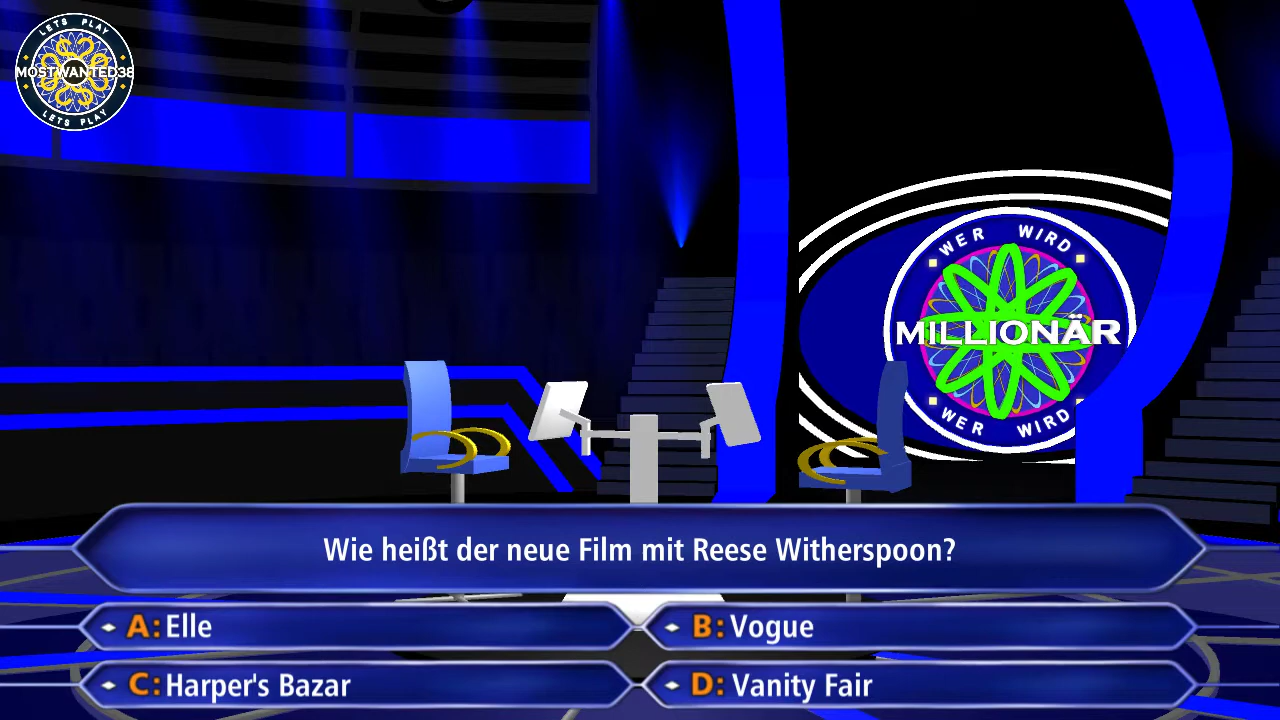 LETS PLAY
MOSTWANTED38
LETS PLAY
WER WIRD
MILLIONÄR
WER WIRD
Wie heißt der neue Film mit Reese Witherspoon?
A: Elle
B: Vogue
C: Harper's Bazar
D: Vanity Fair